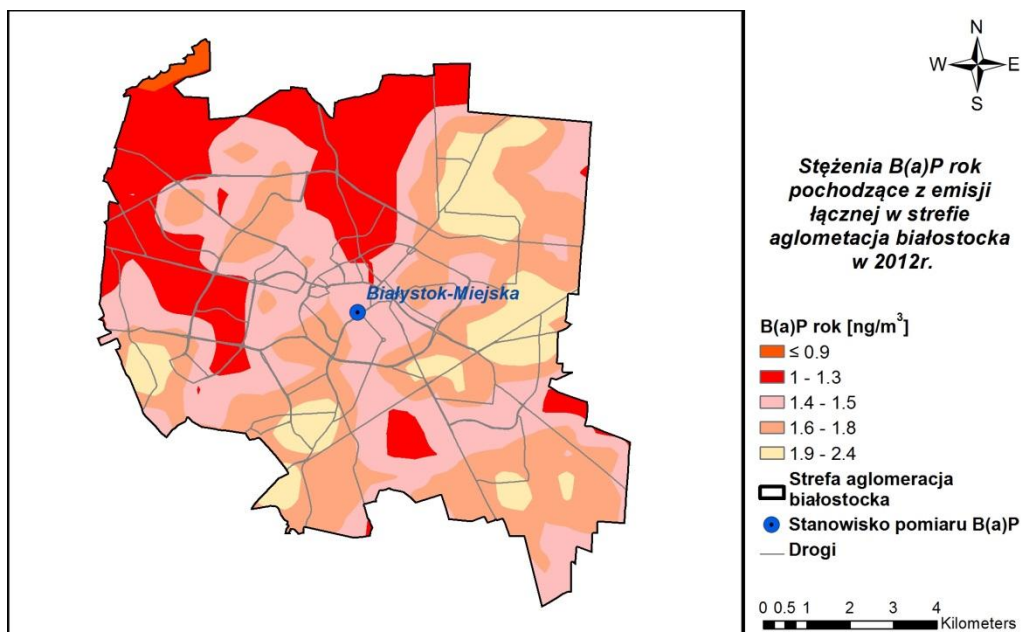 N
W E
S
Stężenia B(a)P rok
pochodzące z emisji
łącznej w strefie
aglometacja białostocka
w 2012r.
Białystok-Miejska
B(a)P rok [ng/m³]
≤ 0.9
1 - 1.3
1.4 - 1.5
1.6 - 1.8
1.9 - 2.4
Strefa aglomeracja
białostocka
Stanowisko pomiaru B(a)P
Drogi
0 0.5 1 2 3 4
Kilometers